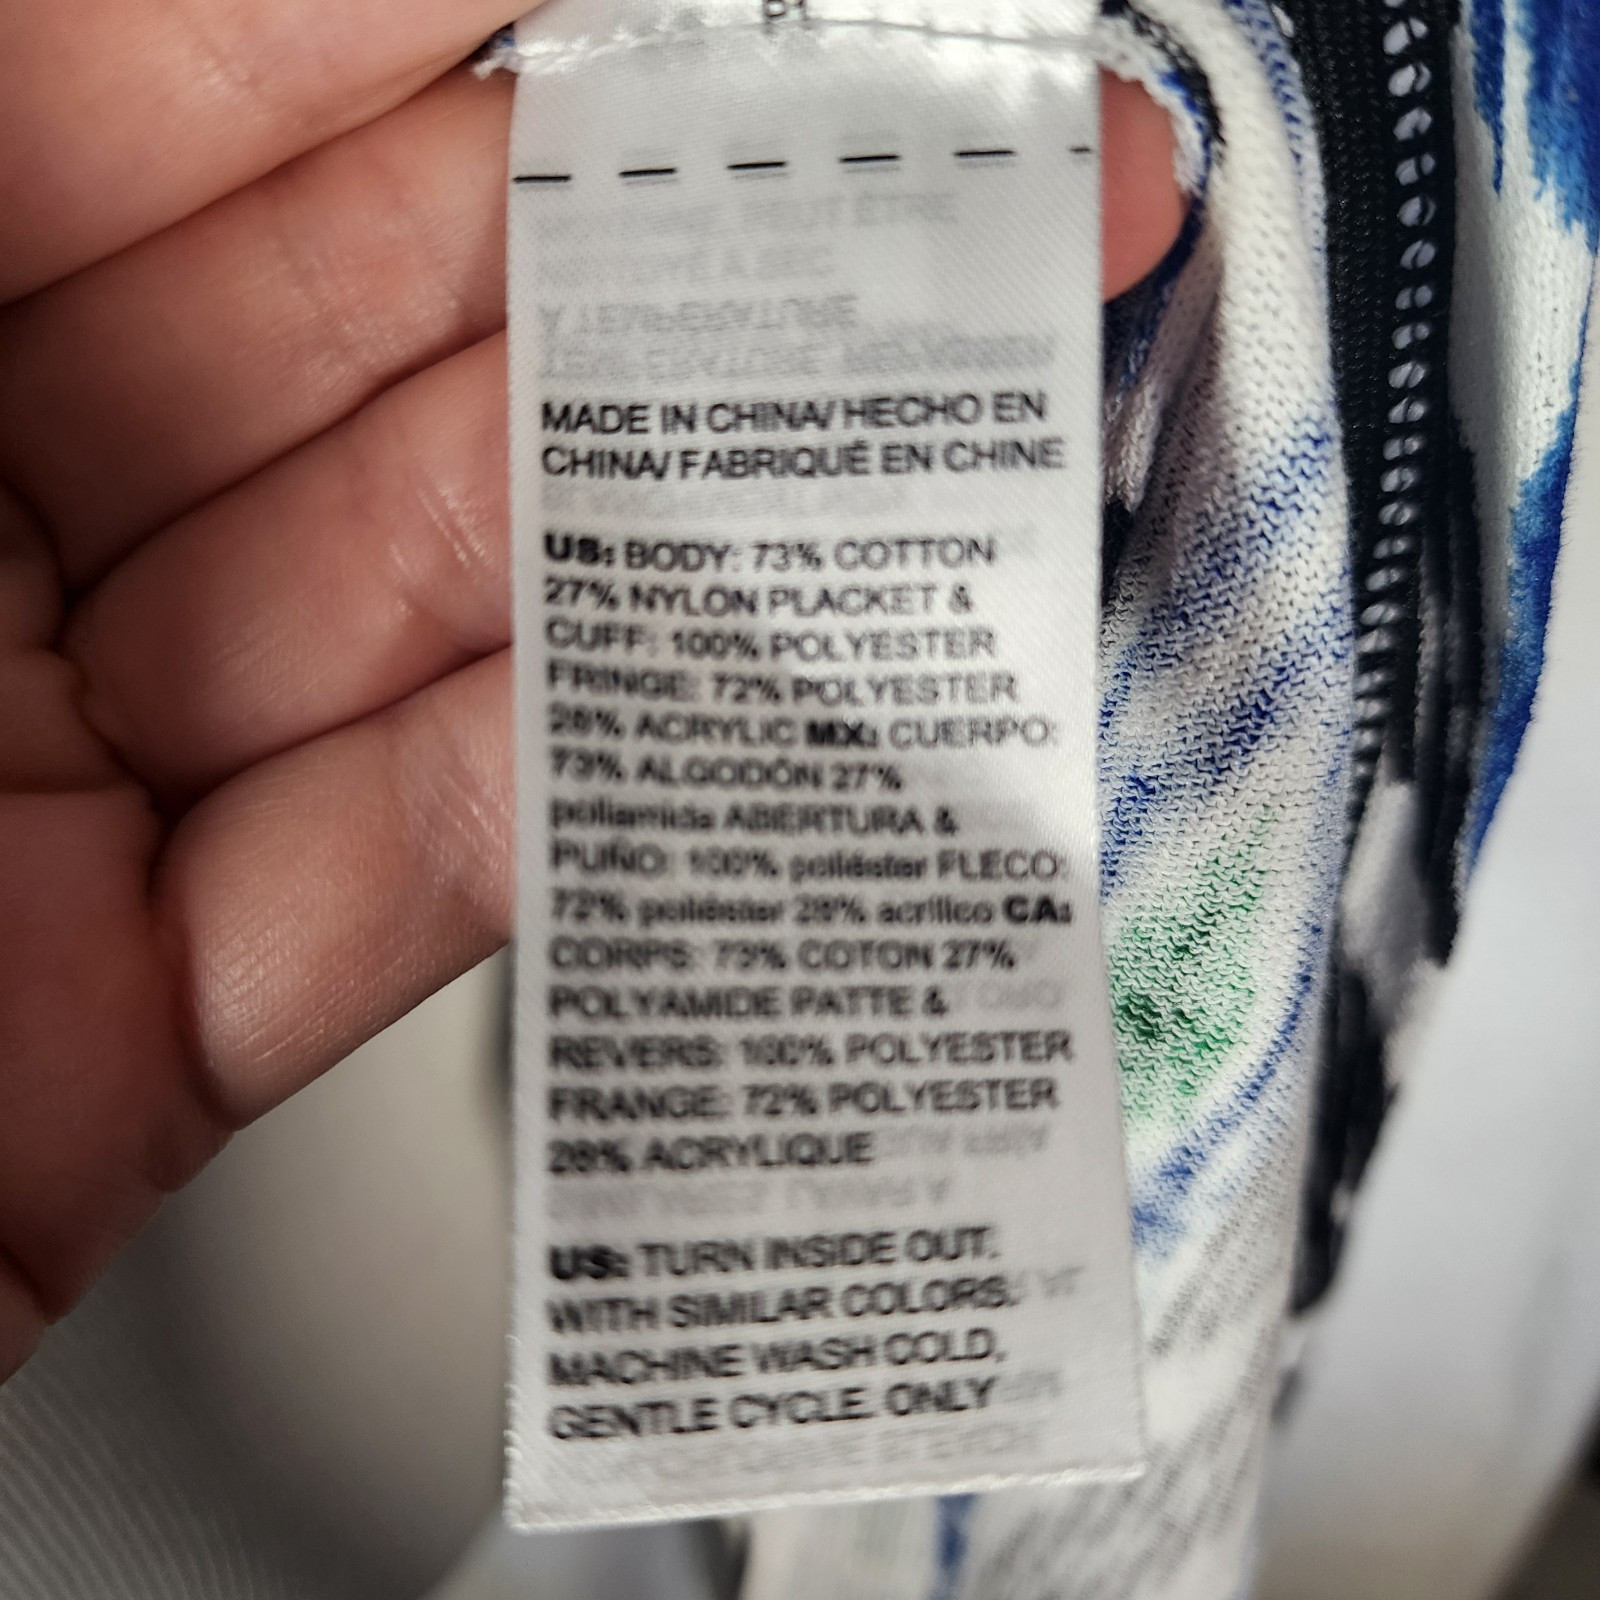 MADE IN CHINA/ HECHO EN
CHINA/ FABRIQUÉ EN CHINE
US: BODY: 73% COTTON
27% NYLON PLACKET &
CUFF: 100% POLYESTER
FRINGE: 72% POLYESTER
28% ACRYLIC MX: CUERPO:
73% ALGODÓN 27%
poliamida ABERTURA &
PUÑO: 100% poliéster FLECO:
72% poliéster 28% acrílico CA:
CORPS: 73% COTON 27%
POLYAMIDE PATTE &
REVERS: 100% POLYESTER
FRANGE: 72% POLYESTER
28% ACRYLIQUE
US: TURN INSIDE OUT.
WITH SIMILAR COLORS.
MACHINE WASH COLD,
GENTLE CYCLE. ONLY